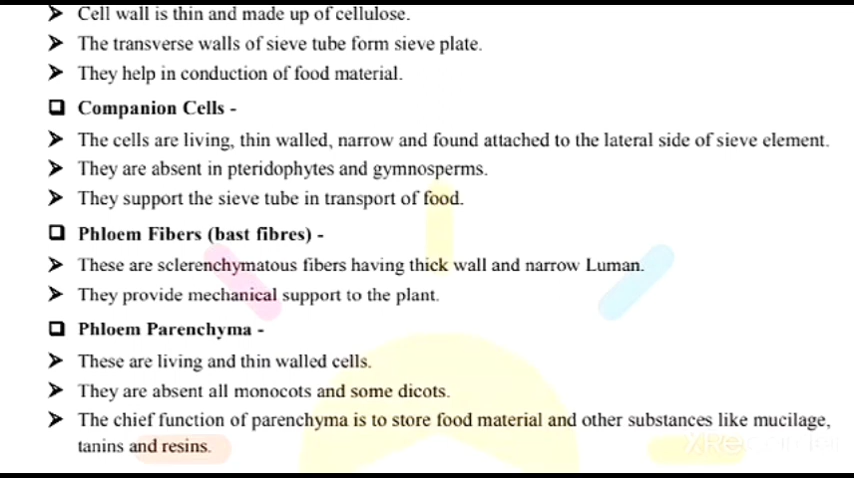 ➤ Cell wall is thin and made up of cellulose.
➤ The transverse walls of sieve tube form sieve plate.
➤ They help in conduction of food material.
❑ Companion Cells -
➤ The cells are living, thin walled, narrow and found attached to the lateral side of sieve element.
➤ They are absent in pteridophytes and gymnosperms.
➤ They support the sieve tube in transport of food.
❑ Phloem Fibers (bast fibres) -
➤ These are sclerenchymatous fibers having thick wall and narrow Luman.
➤ They provide mechanical support to the plant.
❑ Phloem Parenchyma -
➤ These are living and thin walled cells.
➤ They are absent all monocots and some dicots.
➤ The chief function of parenchyma is to store food material and other substances like mucilage,
tanins and resins.
XRecorder